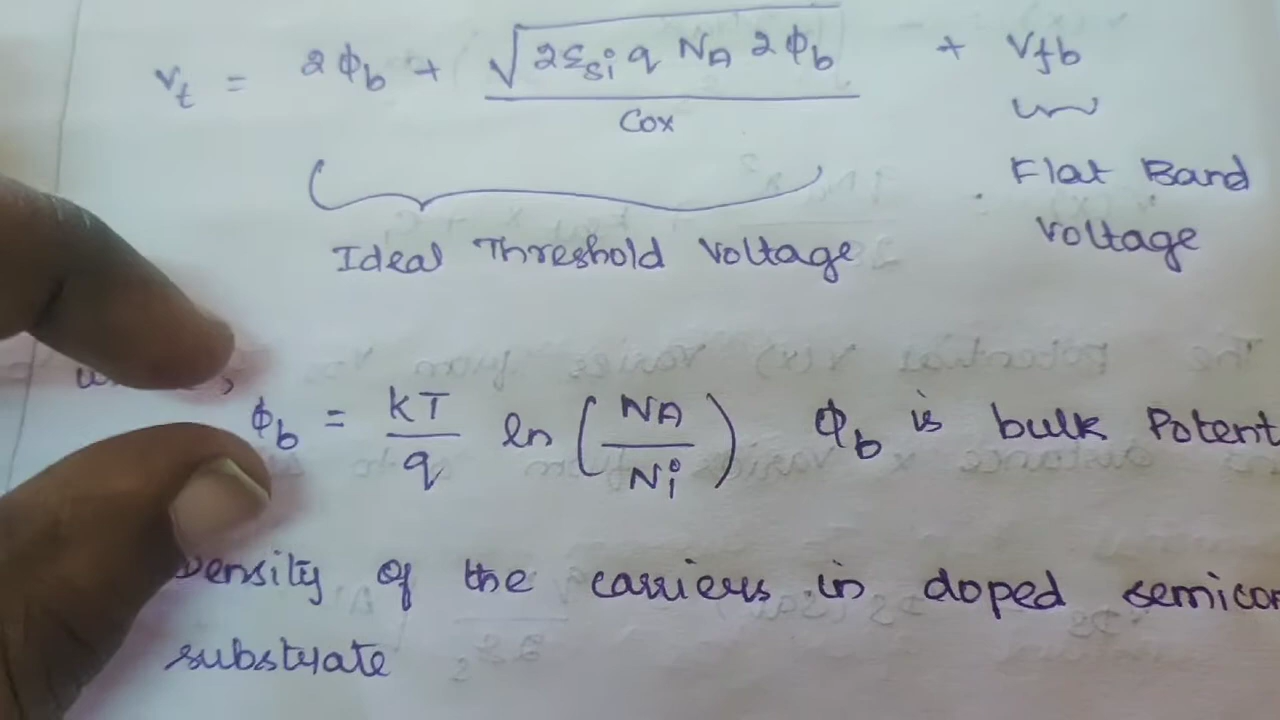 Vt = 2Φb + √(2εsi q NA 2Φb) / Cox + Vfb
Ideal Threshold Voltage
Flat Band
Voltage
Φb = kT/q ln (NA/Ni) Φb is bulk Potent
Density of the carriers in doped semicon
substrate